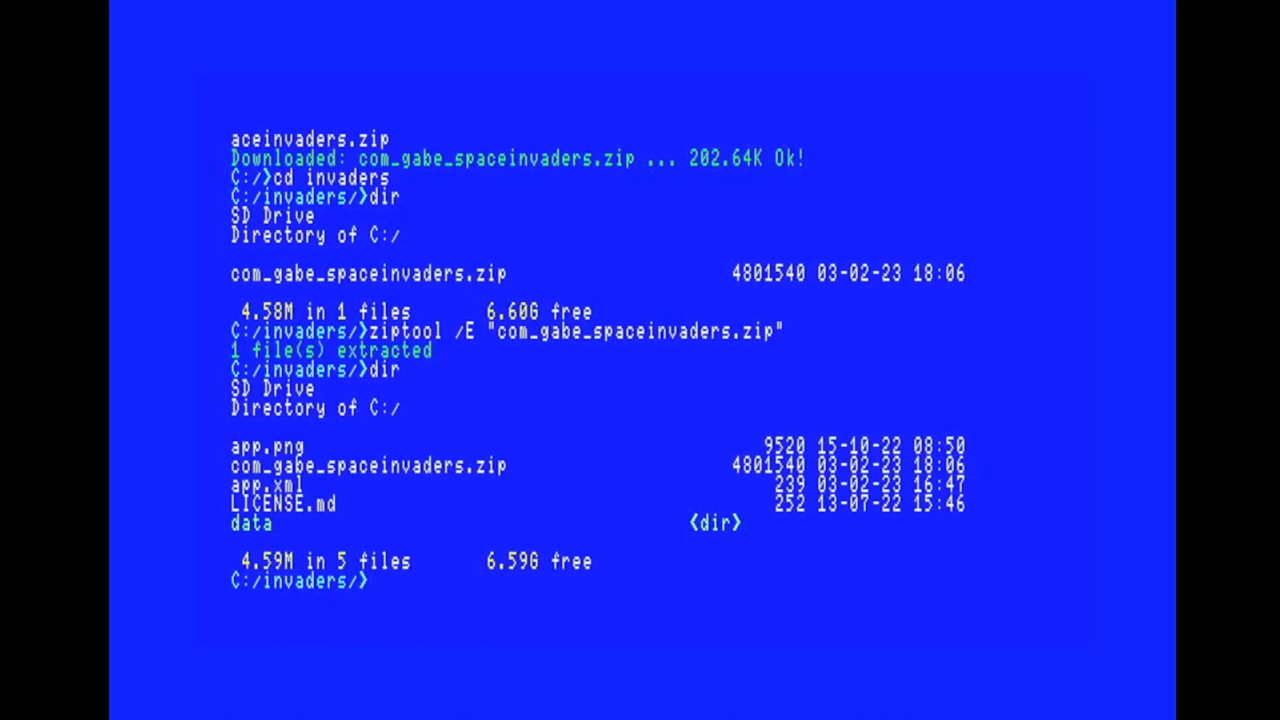 aceinvaders.zip
Downloaded: com_gabe_spaceinvaders.zip ... 202.64K Ok!
C:/>cd invaders
C:/invaders/>dir
SD Drive
Directory of C:/
com_gabe_spaceinvaders.zip 4801540 03-02-23 18:06
4.58M in 1 files 6.60G free
C:/invaders/>ziptool /E "com_gabe_spaceinvaders.zip"
1 file(s) extracted
C:/invaders/>dir
SD Drive
Directory of C:/
app.png 9520 15-10-22 08:50
com_gabe_spaceinvaders.zip 4801540 03-02-23 18:06
app.xml 239 03-02-23 16:47
LICENSE.md 252 13-07-22 15:46
data <dir>
4.59M in 5 files 6.59G free
C:/invaders/>